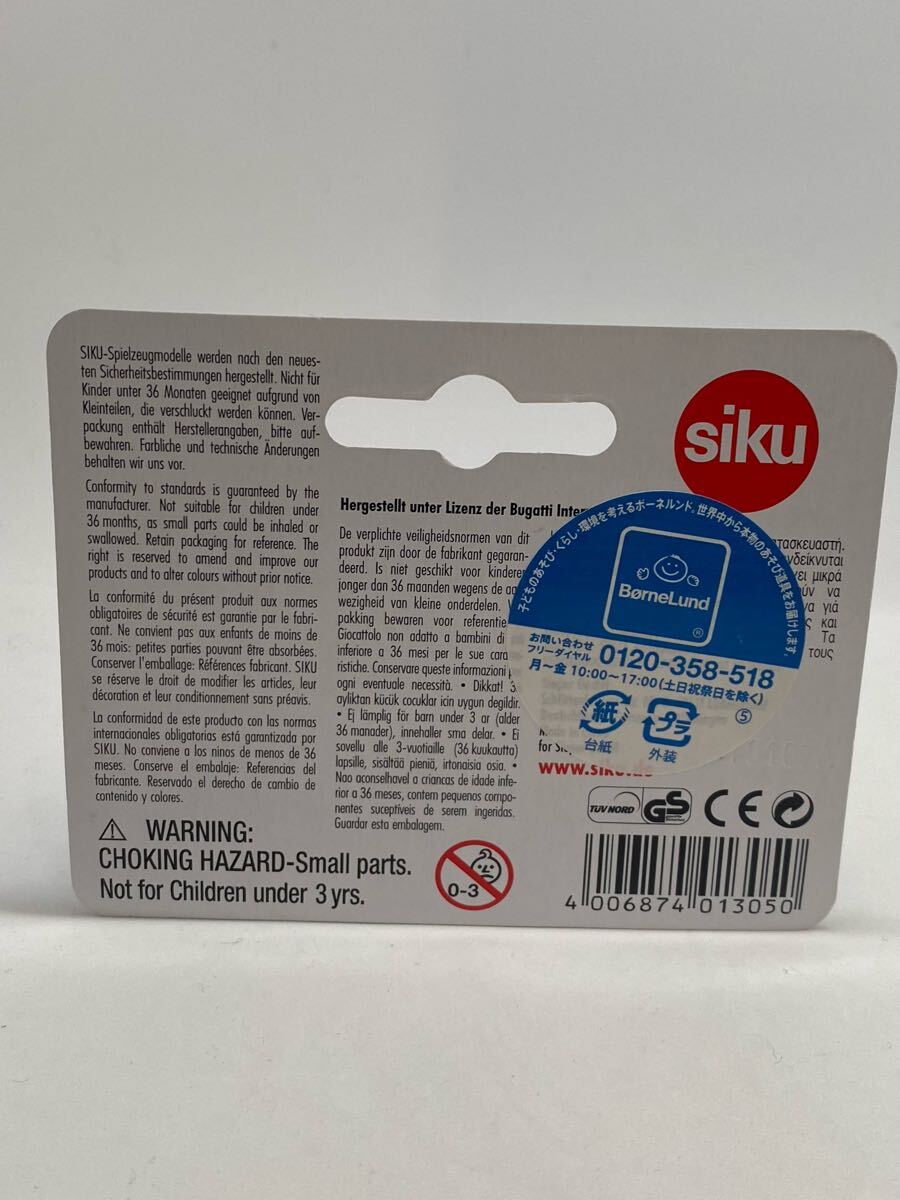 SIKU-Spielzeugmodelle werden nach den neues-
ten Sicherheitsbestimmungen hergestellt. Nicht für
Kinder unter 36 Monaten geeignet aufgrund von
Kleinteilen, die verschluckt werden können. Ver-
packung enthält Herstellerangaben, bitte auf-
bewahren. Farbliche und technische Änderungen
behalten wir uns vor.
Conformity to standards is guaranteed by the
manufacturer. Not suitable for children under
36 months, as small parts could be inhaled or
swallowed. Retain packaging for reference. The
right is reserved to amend and improve our
products and to alter colours without prior notice.
La conformité du présent produit aux normes
obligatoires de sécurité est garantie par le fabri-
cant. Ne convient pas aux enfants de moins de
36 mois: petites parties pouvant être absorbées.
Conserver l'emballage: Références fabricant. SIKU
se réserve le droit de modifier les articles, leur
décoration et leur conditionnement sans préavis.
La conformidad de este producto con las normas
internacionales obligatorias está garantizada por
SIKU. No conviene a los ninos de menos de 36
meses. Conserve el embalaje: Referencias del
fabricante. Reservado el derecho de cambio de
contenido y colores.
WARNING:
CHOKING HAZARD-Small parts.
Not for Children under 3 yrs.
0-3
Hergestellt unter Lizenz der Bugatti
De verplichte veiligheidsnormen van dit
produkt zijn door de fabrikant gegaran-
deerd. Is niet geschikt voor kinderen
jonger dan 36 maanden wegens de
wezigheid van kleine onderdelen.
pakking bewaren voor referentie
Giocattolo non adatto a bambini di
inferiore a 36 mesi per le sue
ristiche. Conservare queste informazioni
ogni eventuale necessità. • Dikkat! 3
ayliktan kücük cocuklar icin uygun degildir.
• Ej lämplig för barn under 3 år (alder
36 manader), innehaller sma delar. •
sovellu alle 3-vuotiaille (36 kuukautta)
lapsille, sisältää pieniä, irtonaisia osia. •
Nao aconselhavel a criancas de idade infe-
rior a 36 meses, contem pequenos compo-
nentes suceptíveis de serem ingeridas.
Guardar esta embalagem.
siku
τασκευαστή.
νδείκνυται
μικρά
να
για
και
Τα
τους
子どものあそび・くらし・環境を考えるボーネルンド。世界中から本物のあそび道具をお届けします。
BørneLund
®
お問い合わせ
フリーダイヤル 0120-358-518
月〜金 10:00〜17:00(土日祝祭日を除く)
⑤
紙
台紙
プラ
外装
www.siku.de
TÜV NORD
GS
CE
4 006874 013050